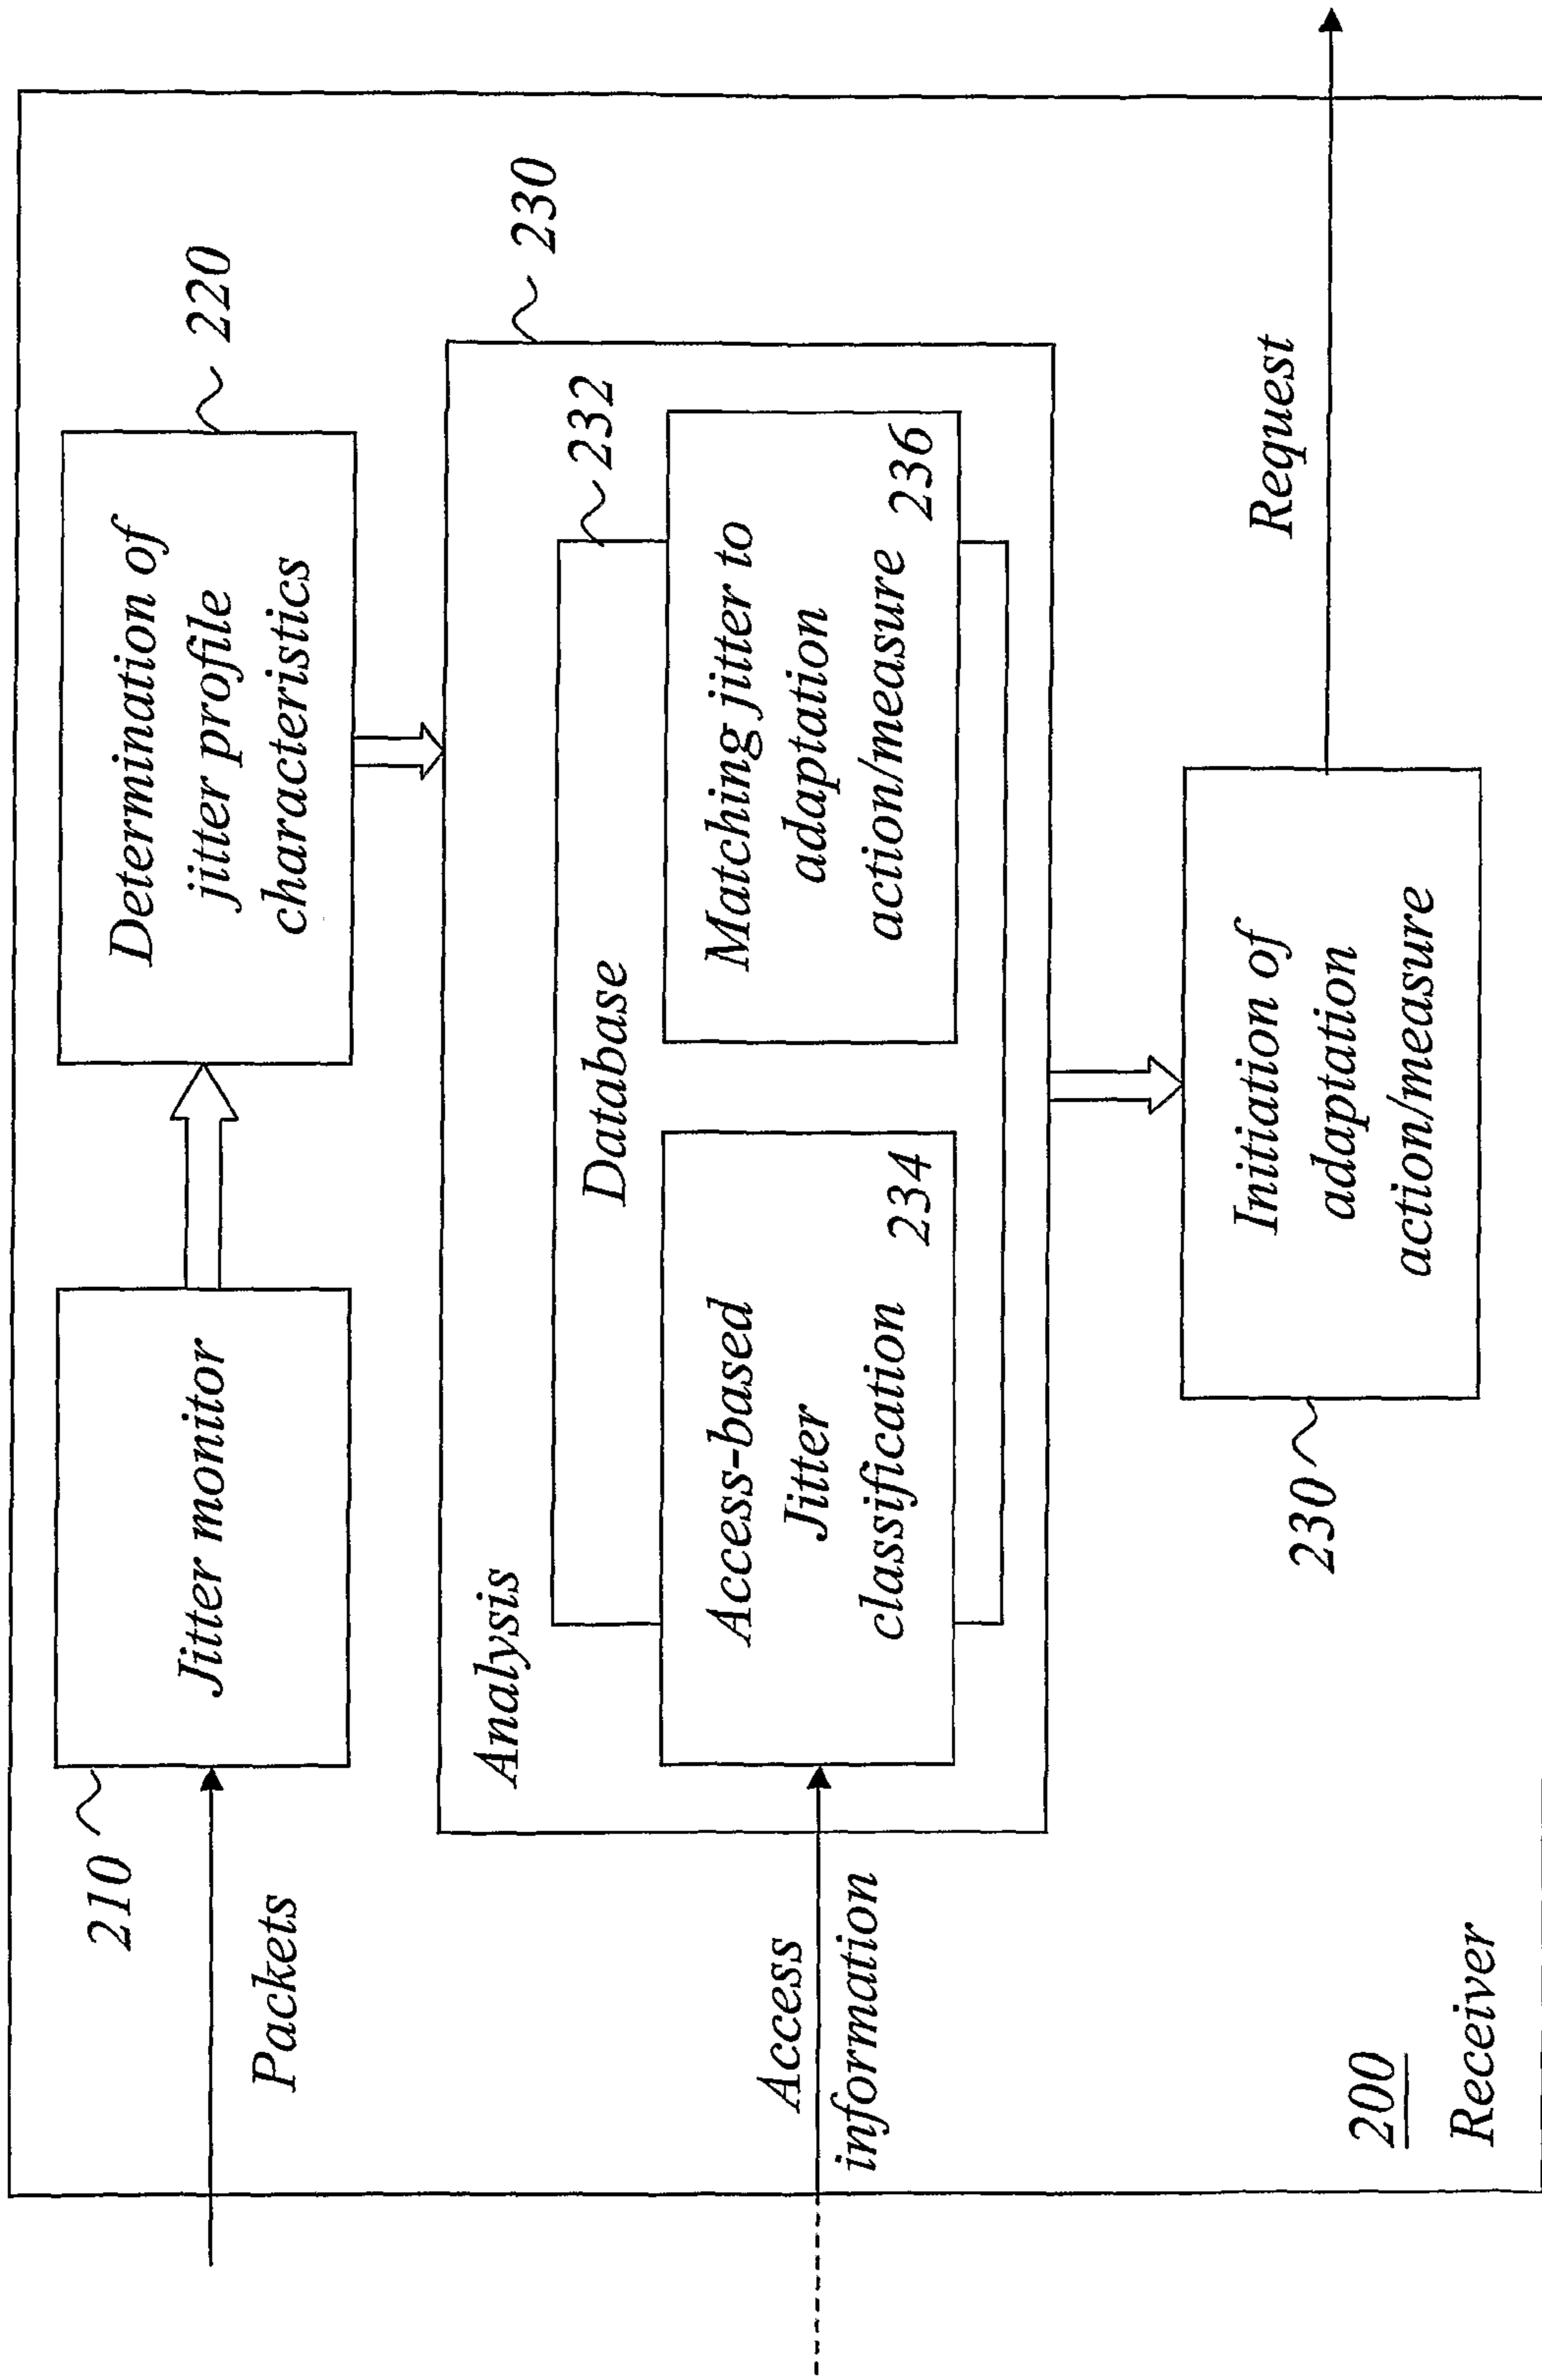 210
Jitter monitor
Determination of
jitter profile
characteristics
220
Packets
Analysis
230
Database
232
Access-based
Jitter
classification
234
Matching jitter to
adaptation
action/measure
236
Access
information
230
Initiation of
adaptation
action/measure
Request
200
Receiver